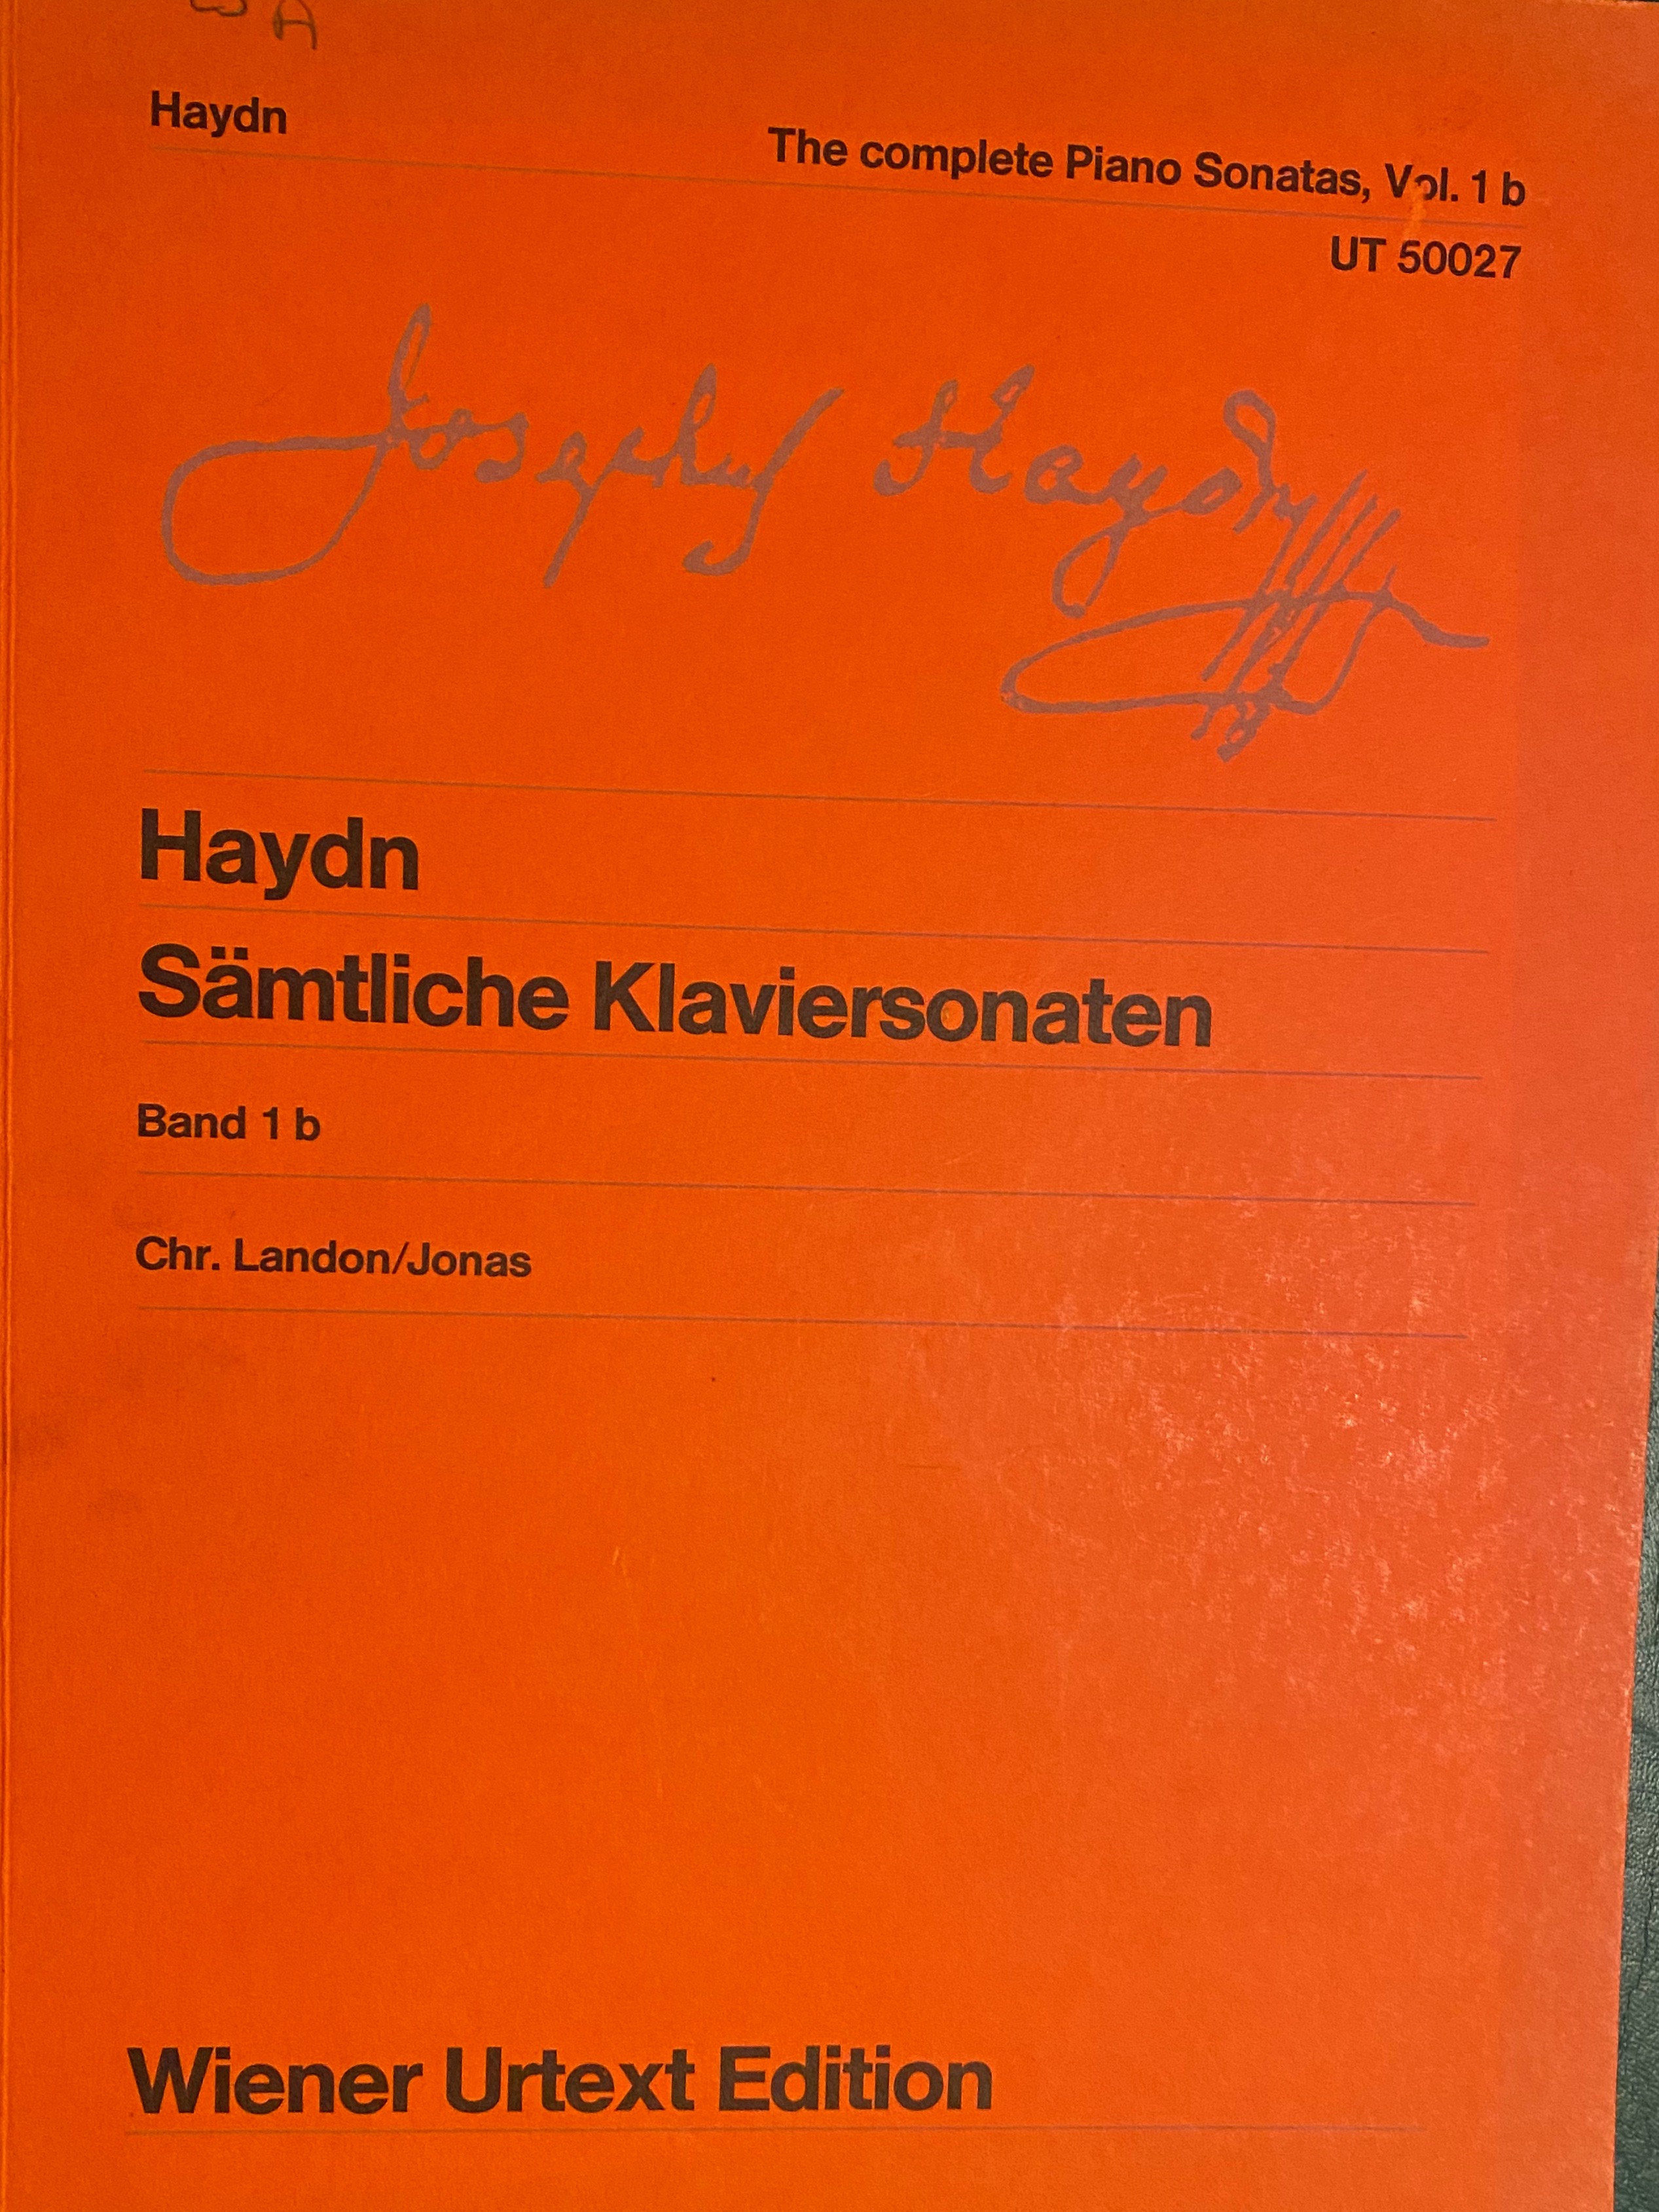 Haydn
The complete Piano Sonatas, Vol. 1 b
UT 50027
Josephus Haydn
Haydn
Sämtliche Klaviersonaten
Band 1 b
Chr. Landon/Jonas
Wiener Urtext Edition